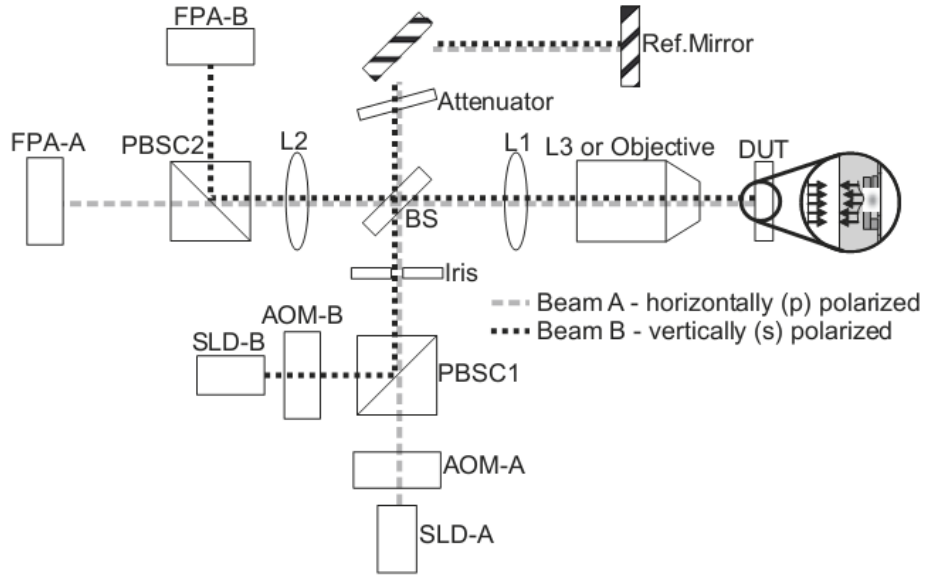 FPA-B
Ref.Mirror
Attenuator
FPA-A
PBSC2
L2
L1
L3 or Objective
DUT
BS
Iris
Beam A - horizontally (p) polarized
Beam B - vertically (s) polarized
AOM-B
SLD-B
PBSC1
AOM-A
SLD-A